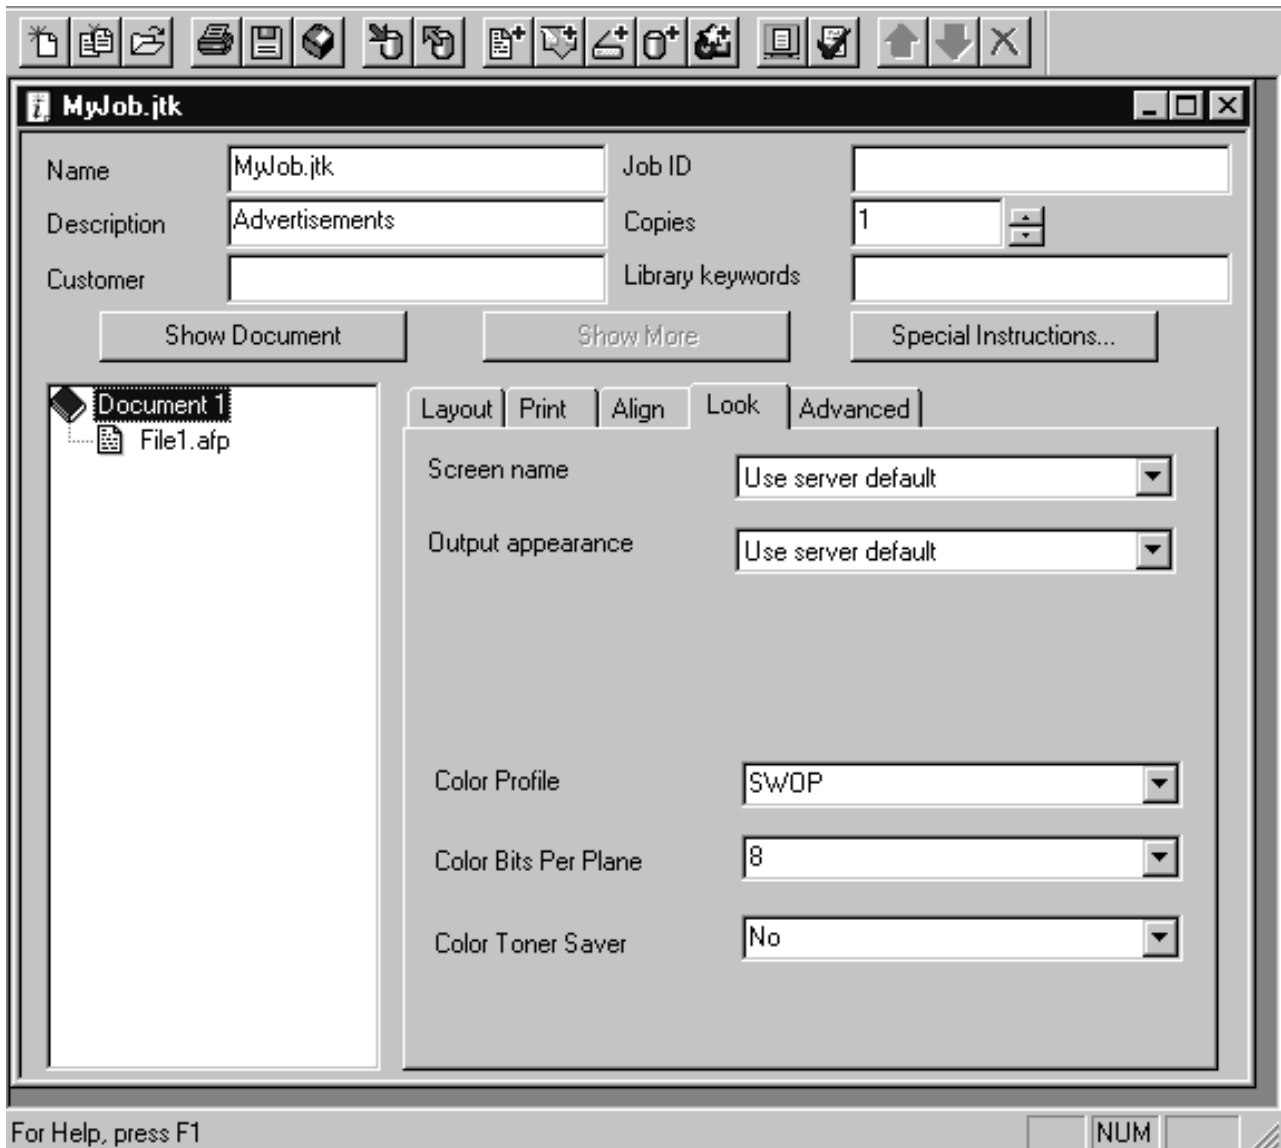 MyJob.jtk
Name MyJob.jtk Job ID
Description Advertisements Copies 1
Customer Library keywords
Show Document Show More Special Instructions...
Document 1
File1.afp
Layout Print Align Look Advanced
Screen name Use server default
Output appearance Use server default
Color Profile SWOP
Color Bits Per Plane 8
Color Toner Saver No
For Help, press F1 NUM